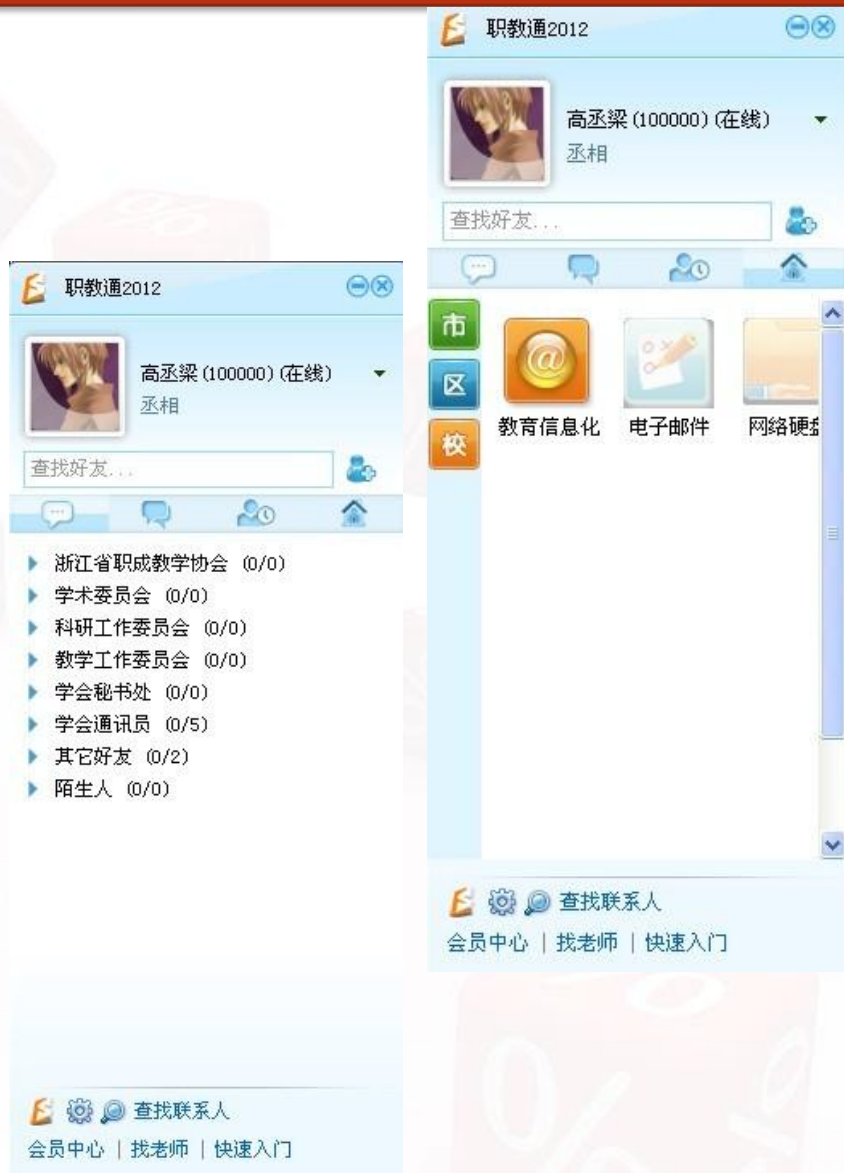 职教通2012
高丞梁(100000)(在线)
丞相
查找好友...
浙江省职成教学协会 (0/0)
学术委员会 (0/0)
科研工作委员会 (0/0)
教学工作委员会 (0/0)
学会秘书处 (0/0)
学会通讯员 (0/5)
其它好友 (0/2)
陌生人 (0/0)
查找联系人
会员中心 | 找老师 | 快速入门
职教通2012
高丞梁(100000)(在线)
丞相
查找好友...
市
区
校
教育信息化 电子邮件 网络硬盘
查找联系人
会员中心 | 找老师 | 快速入门